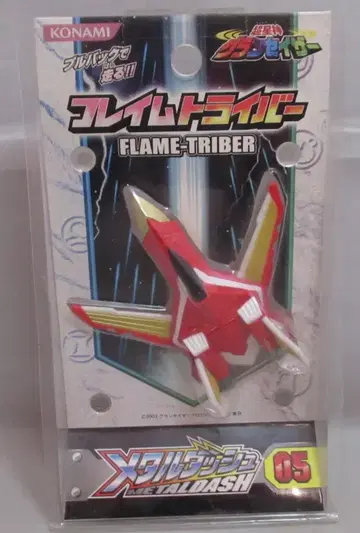 KONAMI
超星神
グランセイザー
プルバックで
走る!!
フレイムトライバー
FLAME-TRIBER
メタルダッシュ
METALDASH
05